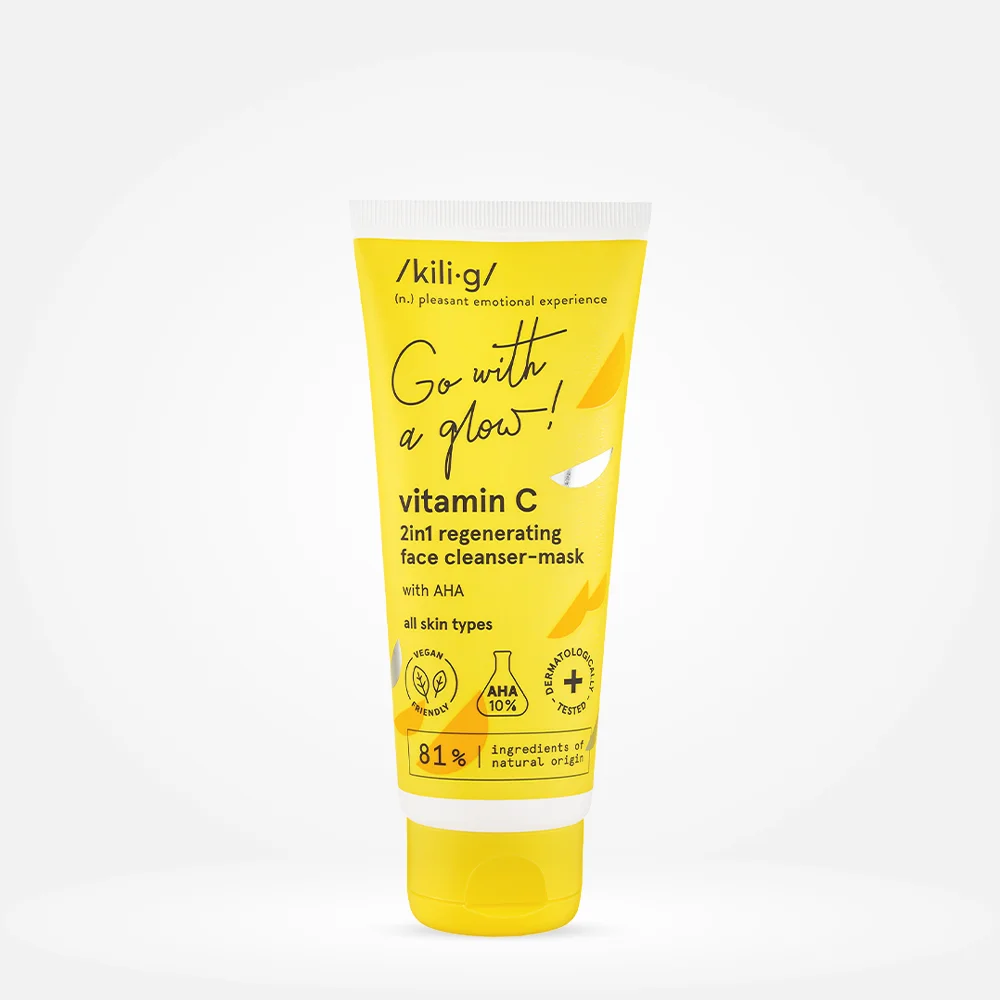 /kili·g/
(n.) pleasant emotional experience
Go with
a glow!
vitamin C
2in1 regenerating
face cleanser-mask
with AHA
all skin types
VEGAN
FRIENDLY
AHA
10%
DERMATOLOGICALLY
TESTED
81% | ingredients of
natural origin